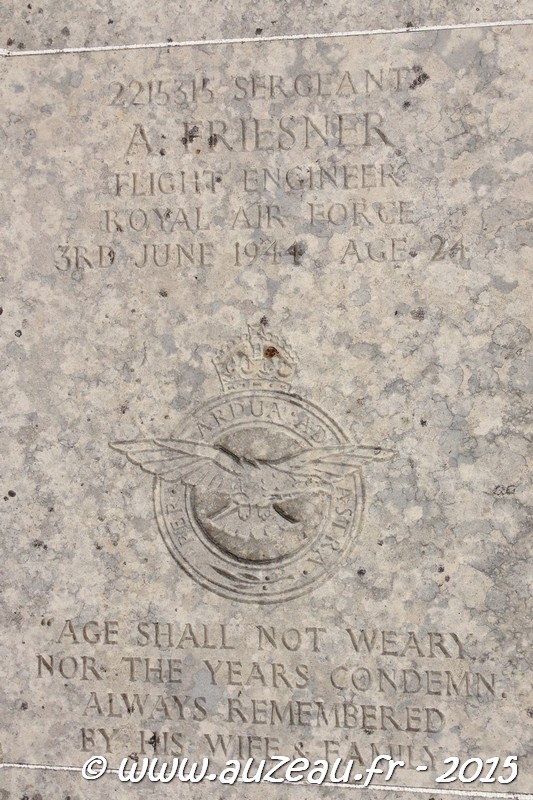 2215315 SERGEANT
A. FRIESNER
FLIGHT ENGINEER
ROYAL AIR FORCE
3RD JUNE 1944 AGE 24
PER ARDUA AD ASTRA
"AGE SHALL NOT WEARY
NOR THE YEARS CONDEMN.
ALWAYS REMEMBERED
BY HIS WIFE & FAMILY
© www.auzeau.fr - 2015